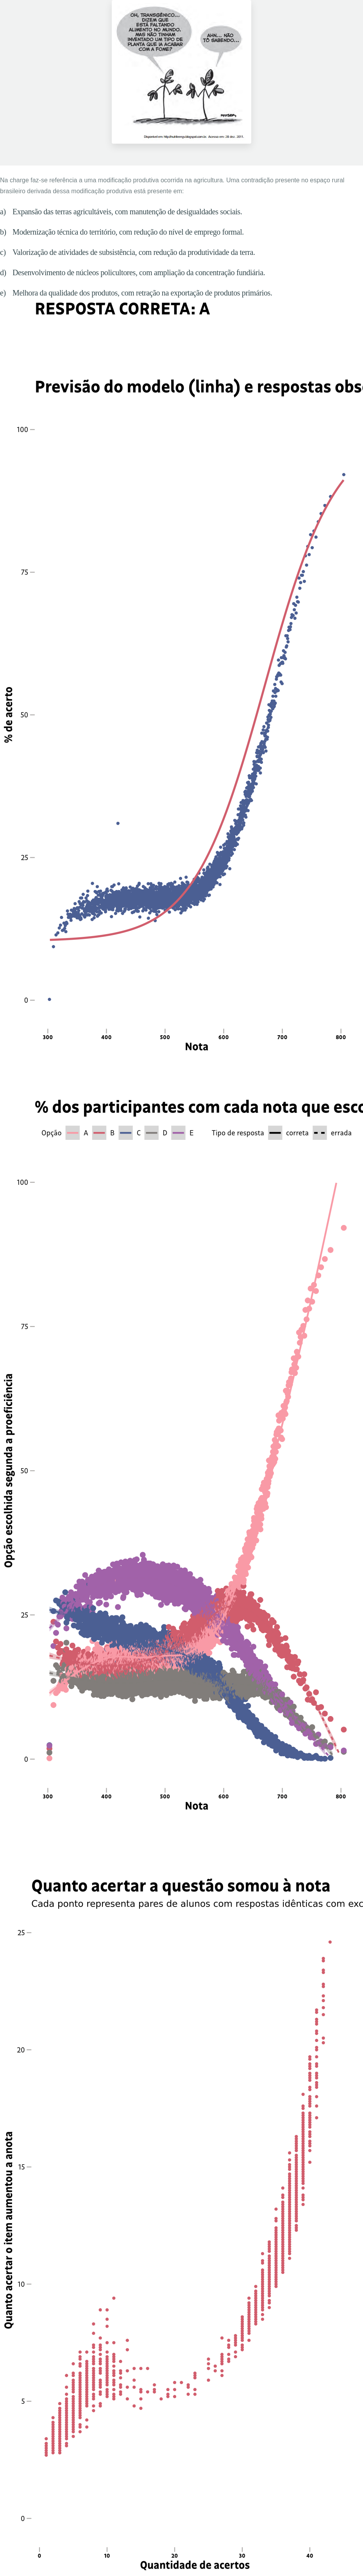 OH, TRANSGÊNICO...
DIZEM QUE
ESTÁ FALTANDO
ALIMENTO NO MUNDO,
MAS NÃO TINHAM
INVENTADO UM TIPO DE
PLANTA QUE IA ACABAR
COM A FOME?
AHN... NÃO
TÔ SABENDO...
Na charge faz-se referência a uma modificação produtiva ocorrida na agricultura. Uma contradição presente no espaço rural
brasileiro derivada dessa modificação produtiva está presente em:
a) Expansão das terras agricultáveis, com manutenção de desigualdades sociais.
b) Modernização técnica do território, com redução do nível de emprego formal.
c) Valorização de atividades de subsistência, com redução da produtividade da terra.
d) Desenvolvimento de núcleos policultores, com ampliação da concentração fundiária.
e) Melhora da qualidade dos produtos, com retração na exportação de produtos primários.
RESPOSTA CORRETA: A
Previsão do modelo (linha) e respostas obs
100
75
50
25
0
% de acerto
300 400 500 600 700 800
Nota
% dos participantes com cada nota que esco
Opção A B C D E Tipo de resposta correta errada
100
75
50
25
0
Opção escolhida segunda a proeficiência
300 400 500 600 700 800
Nota
Quanto acertar a questão somou à nota
Cada ponto representa pares de alunos com respostas idênticas com exc
25
20
15
10
5
0
Quanto acertar o item aumentou a anota
0 10 20 30 40
Quantidade de acertos